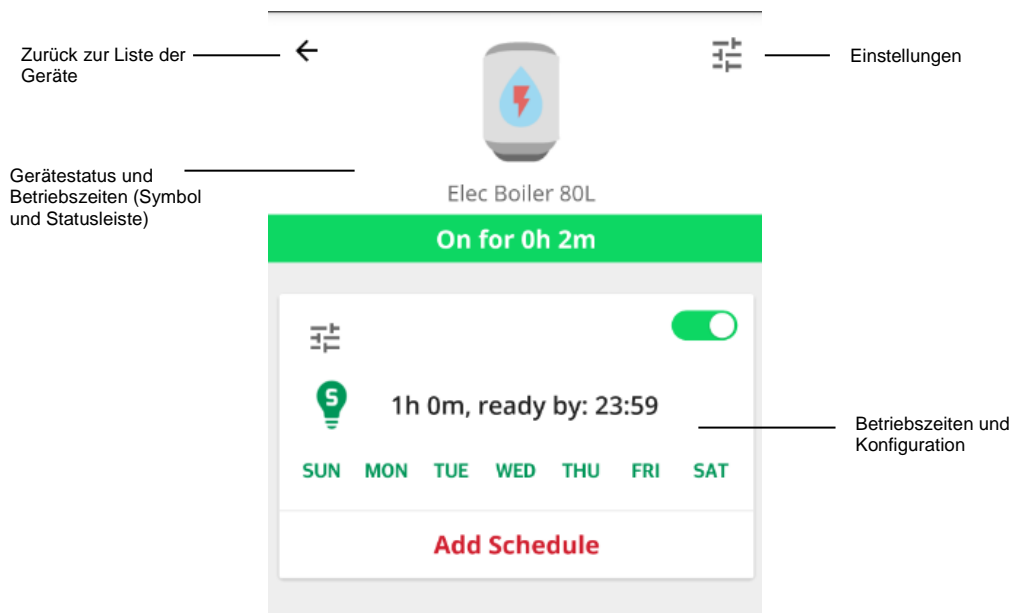 Zurück zur Liste der
Geräte
Einstellungen
Gerätestatus und
Betriebszeiten (Symbol
und Statusleiste)
Elec Boiler 80L
On for 0h 2m
S
1h 0m, ready by: 23:59
Betriebszeiten und
Konfiguration
SUN MON TUE WED THU FRI SAT
Add Schedule